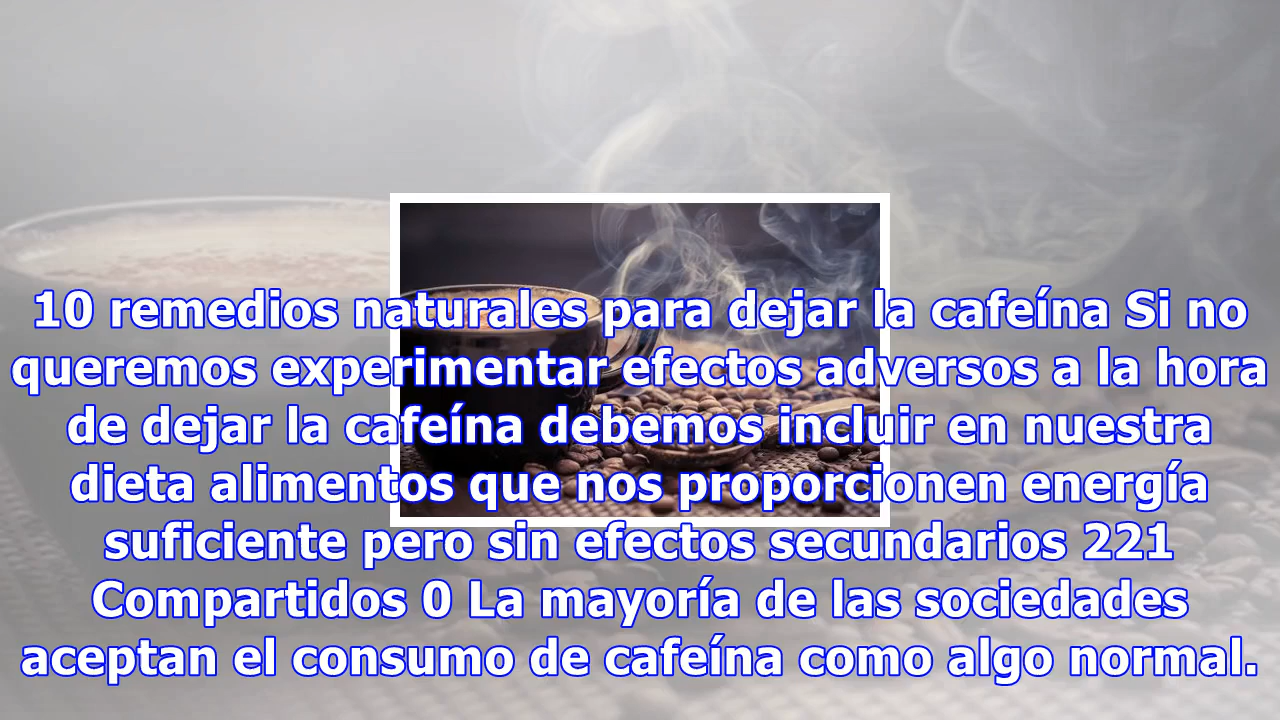 10 remedios naturales para dejar la cafeína Si no
queremos experimentar efectos adversos a la hora
de dejar la cafeína debemos incluir en nuestra
dieta alimentos que nos proporcionen energía
suficiente pero sin efectos secundarios 221
Compartidos 0 La mayoría de las sociedades
aceptan el consumo de cafeína como algo normal.